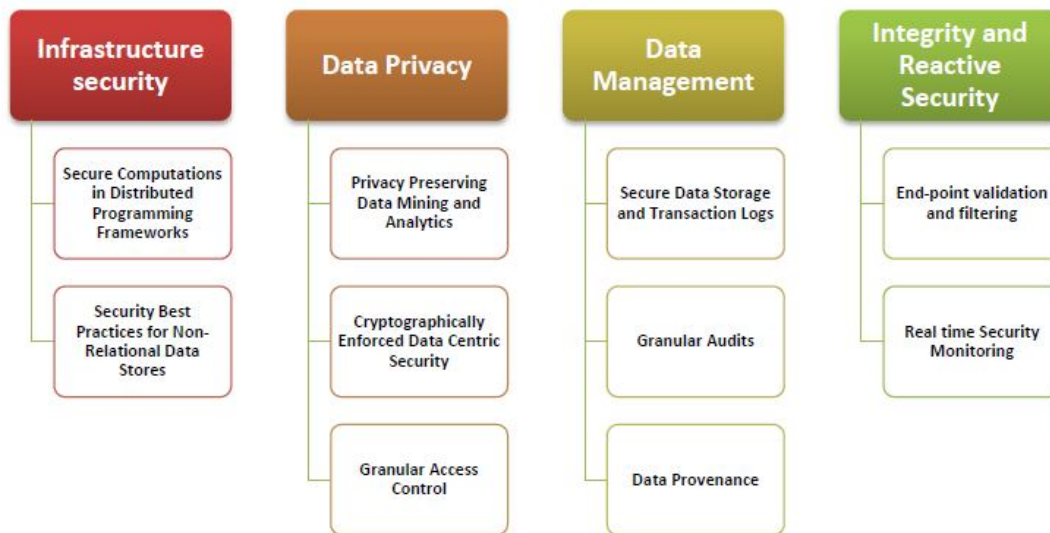 Infrastructure
security
Secure Computations
in Distributed
Programming
Frameworks
Security Best
Practices for Non-
Relational Data
Stores
Data Privacy
Privacy Preserving
Data Mining and
Analytics
Cryptographically
Enforced Data Centric
Security
Granular Access
Control
Data
Management
Secure Data Storage
and Transaction Logs
Granular Audits
Data Provenance
Integrity and
Reactive
Security
End-point validation
and filtering
Real time Security
Monitoring